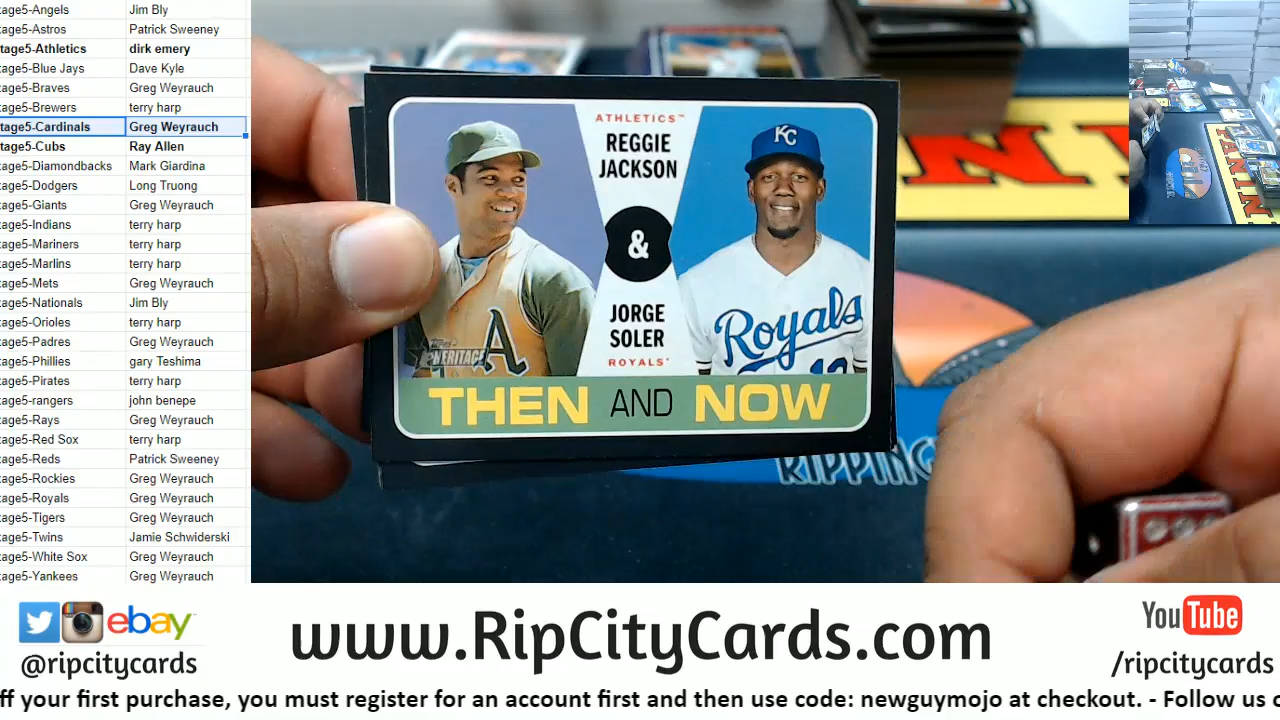 tage5-Angels Jim Bly
tage5-Astros Patrick Sweeney
tage5-Athletics dirk emery
tage5-Blue Jays Dave Kyle
tage5-Braves Greg Weyrauch
tage5-Brewers terry harp
tage5-Cardinals Greg Weyrauch
tage5-Cubs Ray Allen
tage5-Diamondbacks Mark Giardina
tage5-Dodgers Long Truong
tage5-Giants Greg Weyrauch
tage5-Indians terry harp
tage5-Mariners terry harp
tage5-Marlins terry harp
tage5-Mets Greg Weyrauch
tage5-Nationals Jim Bly
tage5-Orioles terry harp
tage5-Padres Greg Weyrauch
tage5-Phillies gary Teshima
tage5-Pirates terry harp
tage5-rangers john benepe
tage5-Rays Greg Weyrauch
tage5-Red Sox terry harp
tage5-Reds Patrick Sweeney
tage5-Rockies Greg Weyrauch
tage5-Royals Greg Weyrauch
tage5-Tigers Greg Weyrauch
tage5-Twins Jamie Schwiderski
tage5-White Sox Greg Weyrauch
tage5-Yankees Greg Weyrauch
ATHLETICS™
REGGIE
JACKSON
&
JORGE
SOLER
ROYALS
KC
Royals
12
A
Topps
HERITAGE
THEN AND NOW
RIPPING
PANINI
ebay™
@ripcitycards
www.RipCityCards.com
YouTube
/ripcitycards
ff your first purchase, you must register for an account first and then use code: newguymojo at checkout. - Follow us o